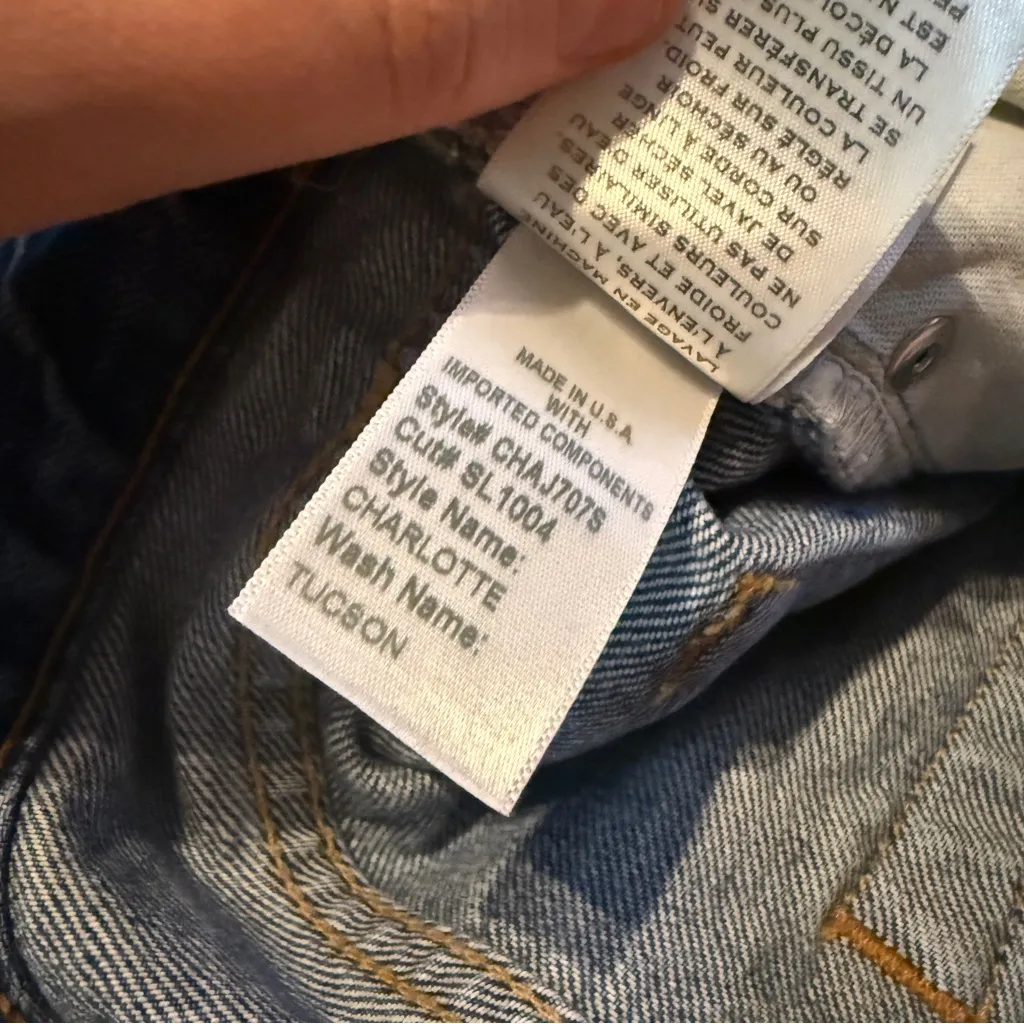 MADE IN U.S.A
WITH
IMPORTED COMPONENTS
Style# CHAJ707S
Cut# SL1004
Style Name:
CHARLOTTE
Wash Name:
TUCSON
LAVAGE EN MACHINE
À L'ENVERS, À L'EAU
FROIDE ET AVEC DES
COULEURS SIMILAIRES.
NE PAS UTILISER D'EAU
DE JAVEL. SÉCHER
SUR CORDE À LINGE
OU AU SÉCHOIR
RÉGLÉ SUR FROID.
LA COULEUR PEUT
SE TRANSFÉRER
UN TISSU PLUS
LA
EST